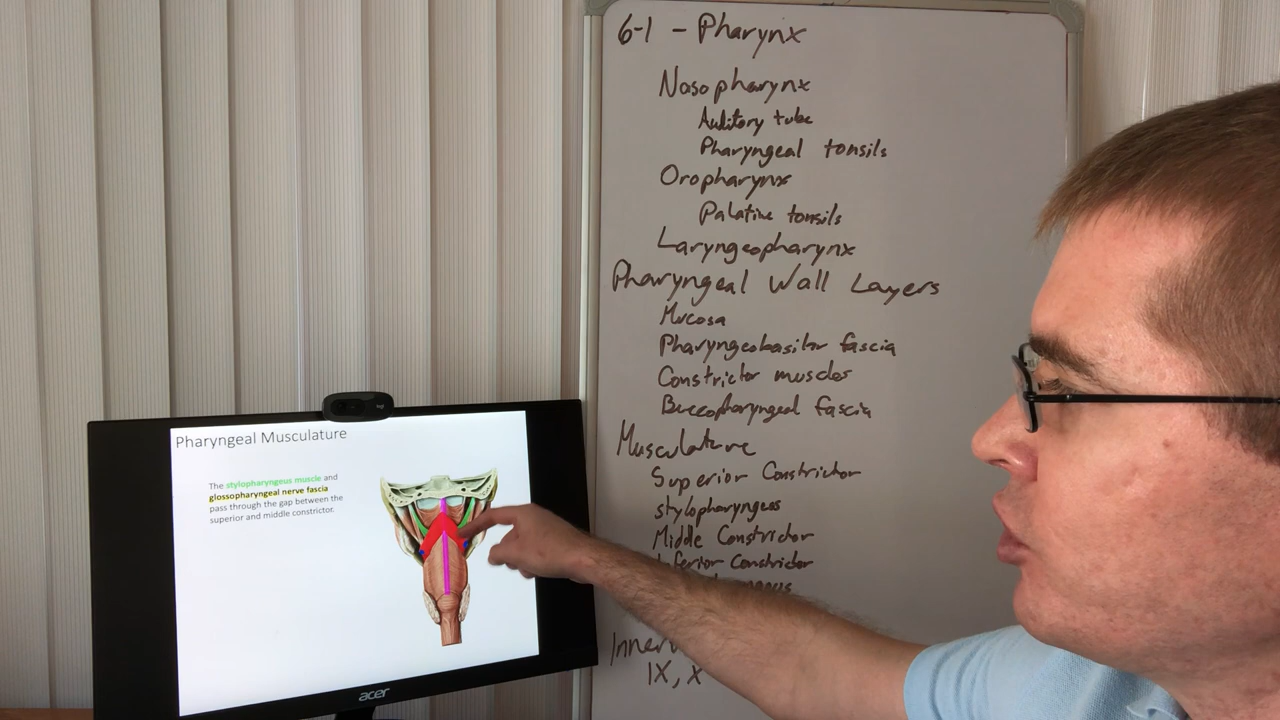 6-1 - Pharynx
Nasopharynx
Auditory tube
Pharyngeal tonsils
Oropharynx
Palatine tonsils
Laryngeopharynx
Pharyngeal Wall Layers
Mucosa
Pharyngeobasilar fascia
Constrictor muscles
Buccopharyngeal fascia
Musculature
Superior Constrictor
stylopharyngeus
Middle Constrictor
Inferior Constrictor
IX, X
Pharyngeal Musculature
The stylopharyngeus muscle and
glossopharyngeal nerve fascia
pass through the gap between the
superior and middle constrictor.
acer